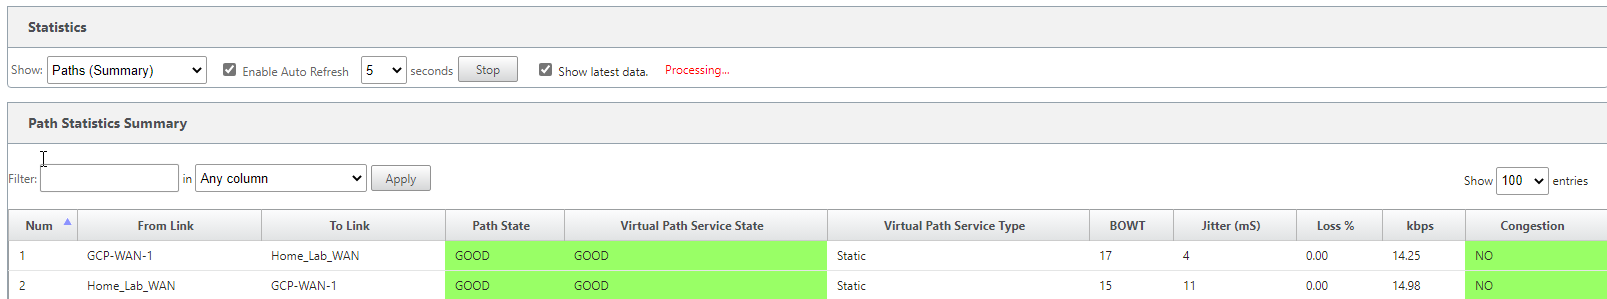 Statistics
Show: Paths (Summary) Enable Auto Refresh 5 seconds Stop Show latest data. Processing...
Path Statistics Summary
Filter: in Any column Apply Show 100 entries
Num From Link To Link Path State Virtual Path Service State Virtual Path Service Type BOWT Jitter (mS) Loss % kbps Congestion
1 GCP-WAN-1 Home_Lab_WAN GOOD GOOD Static 17 4 0.00 14.25 NO
2 Home_Lab_WAN GCP-WAN-1 GOOD GOOD Static 15 11 0.00 14.98 NO